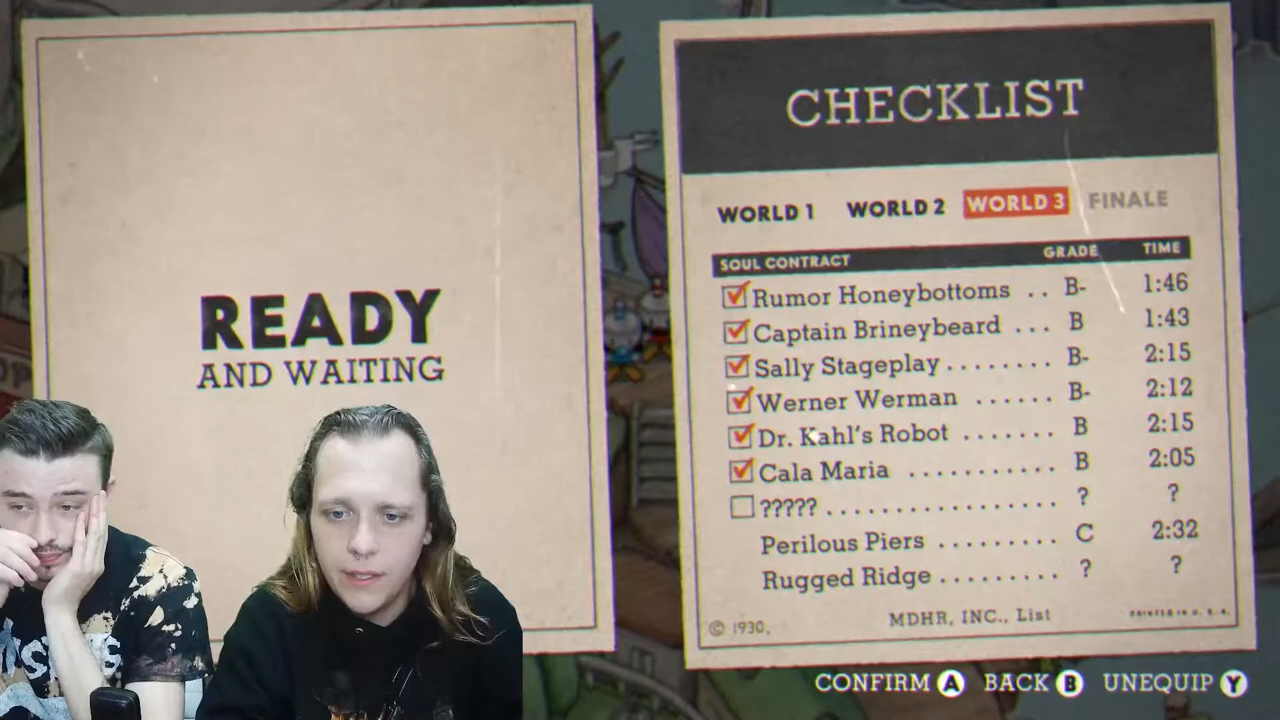 READY
AND WAITING
CHECKLIST
WORLD 1 WORLD 2 WORLD 3 FINALE
SOUL CONTRACT GRADE TIME
Rumor Honeybottoms .. B- 1:46
Captain Brineybeard ... B 1:43
Sally Stageplay ........ B- 2:15
Werner Werman ...... B- 2:12
Dr. Kahl's Robot ....... B 2:15
Cala Maria ........... B 2:05
????? ................. ? ?
Perilous Piers ......... C 2:32
Rugged Ridge ......... ? ?
© 1930, MDHR, INC., List PRINTED IN U.S.A.
CONFIRM A BACK B UNEQUIP Y